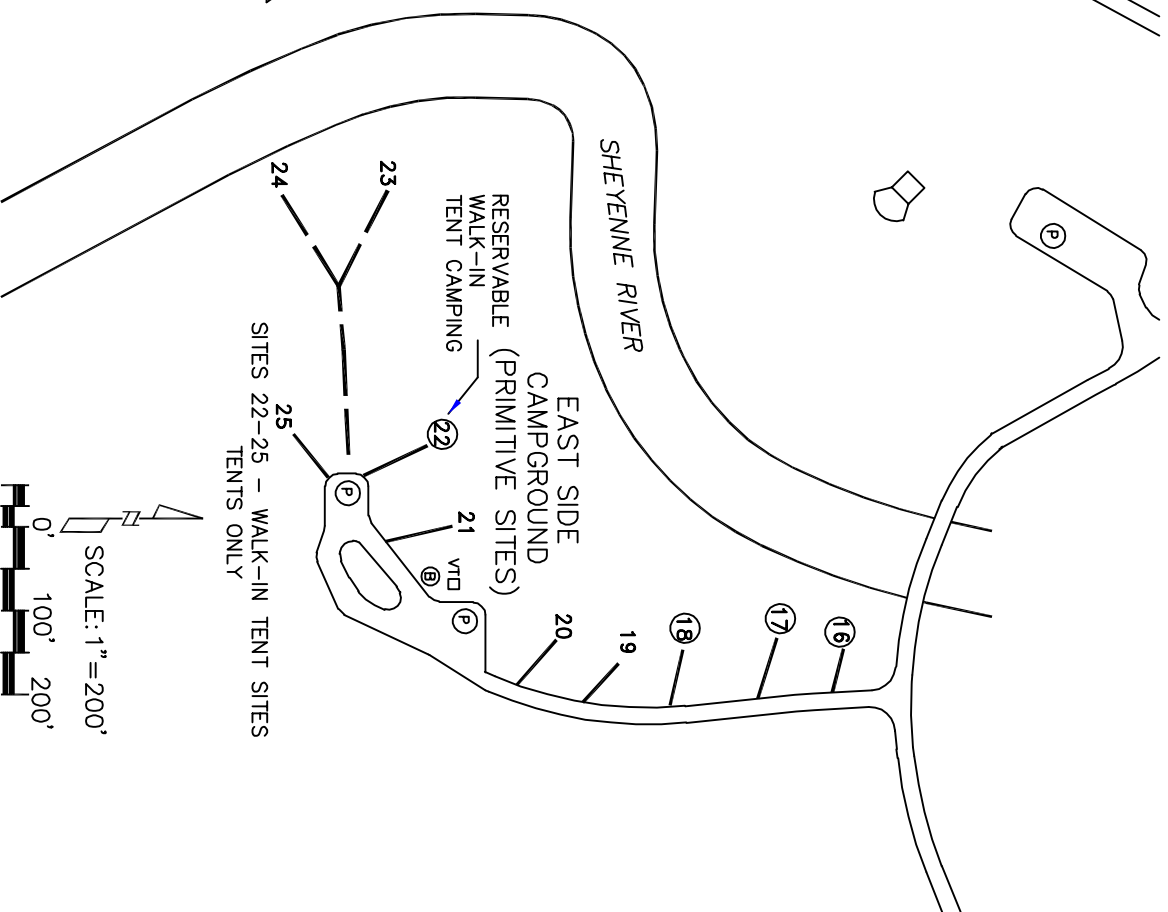 SHEYENNE RIVER
P
EAST SIDE
CAMPGROUND
(PRIMITIVE SITES)
RESERVABLE
WALK-IN
TENT CAMPING
16
17
18
19
20
P
VT
B
21
22
P
23
24
25
SITES 22-25 - WALK-IN TENT SITES
TENTS ONLY
N
SCALE: 1"=200'
0' 100' 200'